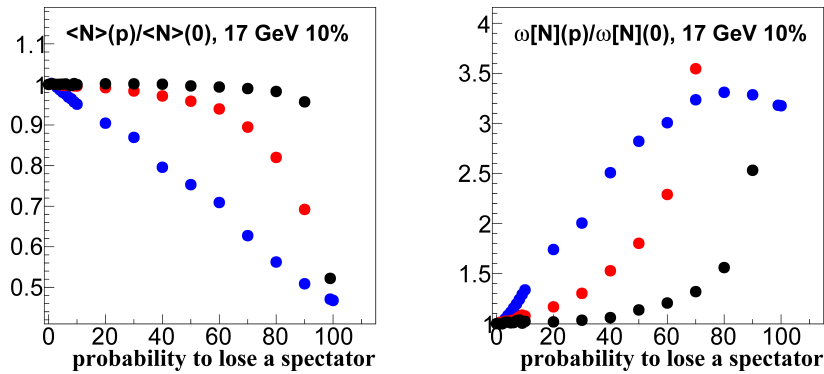 <N>(p)/<N>(0), 17 GeV 10%
1.1
1
0.9
0.8
0.7
0.6
0.5
0 20 40 60 80 100
probability to lose a spectator
ω[N](p)/ω[N](0), 17 GeV 10%
4
3.5
3
2.5
2
1.5
1
0 20 40 60 80 100
probability to lose a spectator